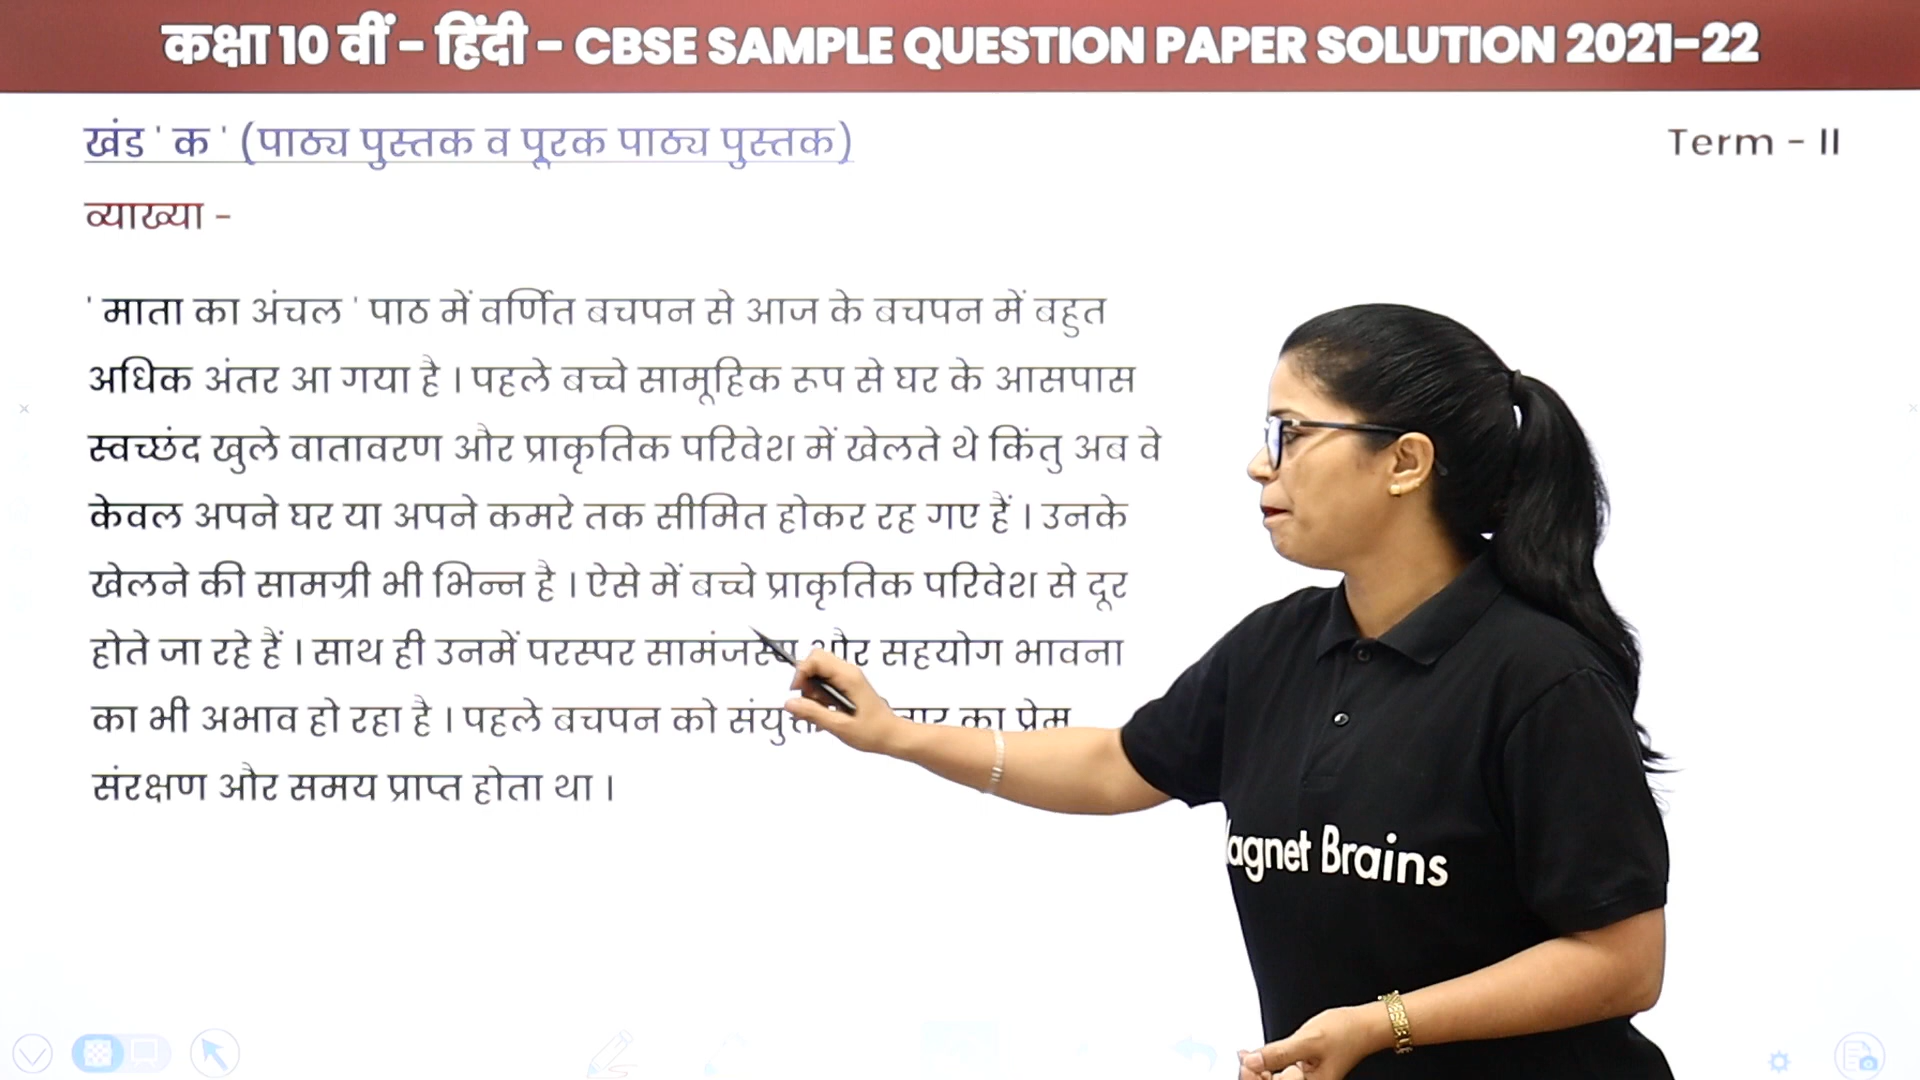 कक्षा 10 वीं - हिंदी - CBSE SAMPLE QUESTION PAPER SOLUTION 2021-22
खंड ' क ' (पाठ्य पुस्तक व पूरक पाठ्य पुस्तक)
Term - II
व्याख्या -
' माता का अंचल ' पाठ में वर्णित बचपन से आज के बचपन में बहुत
अधिक अंतर आ गया है । पहले बच्चे सामूहिक रूप से घर के आसपास
स्वच्छंद खुले वातावरण और प्राकृतिक परिवेश में खेलते थे किंतु अब वे
केवल अपने घर या अपने कमरे तक सीमित होकर रह गए हैं । उनके
खेलने की सामग्री भी भिन्न है । ऐसे में बच्चे प्राकृतिक परिवेश से दूर
होते जा रहे हैं । साथ ही उनमें परस्पर सामंजस्य और सहयोग भावना
का भी अभाव हो रहा है । पहले बचपन को का प्रेम
संरक्षण और समय प्राप्त होता था ।
agnet Brains